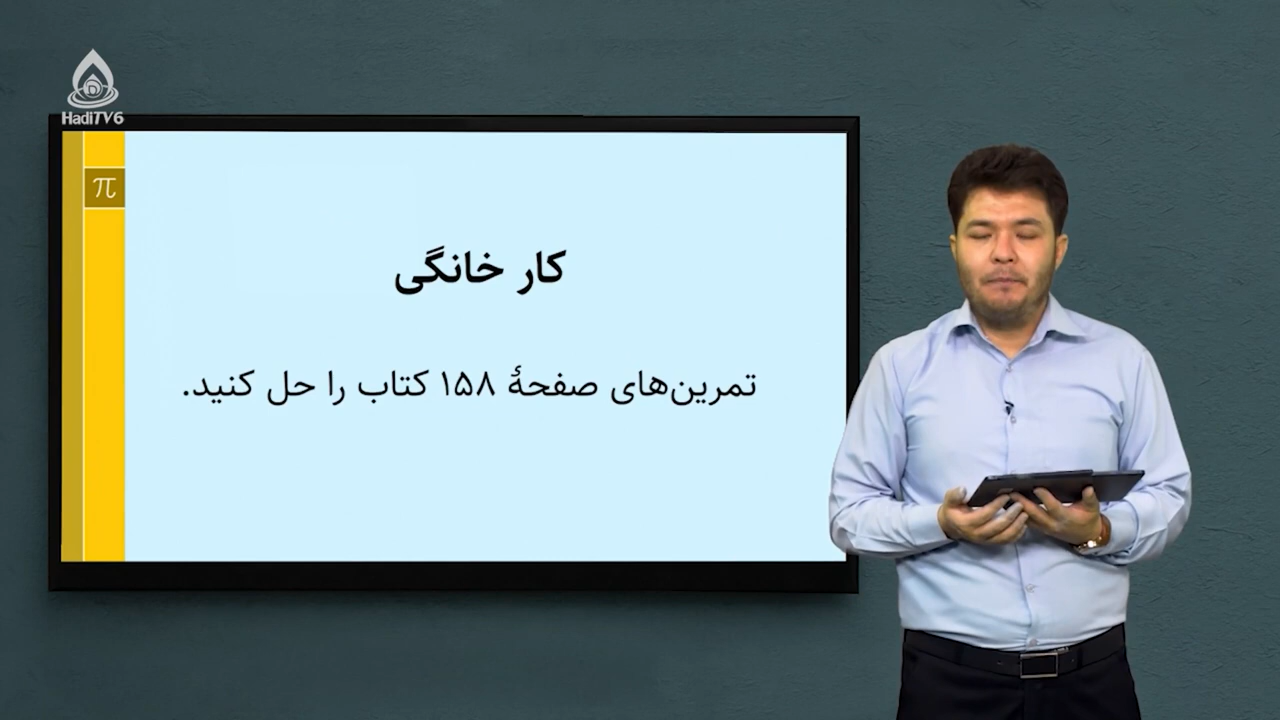 HadiTV6
π
کار خانگی
تمرین‌های صفحهٔ ۱۵۸ کتاب را حل کنید.